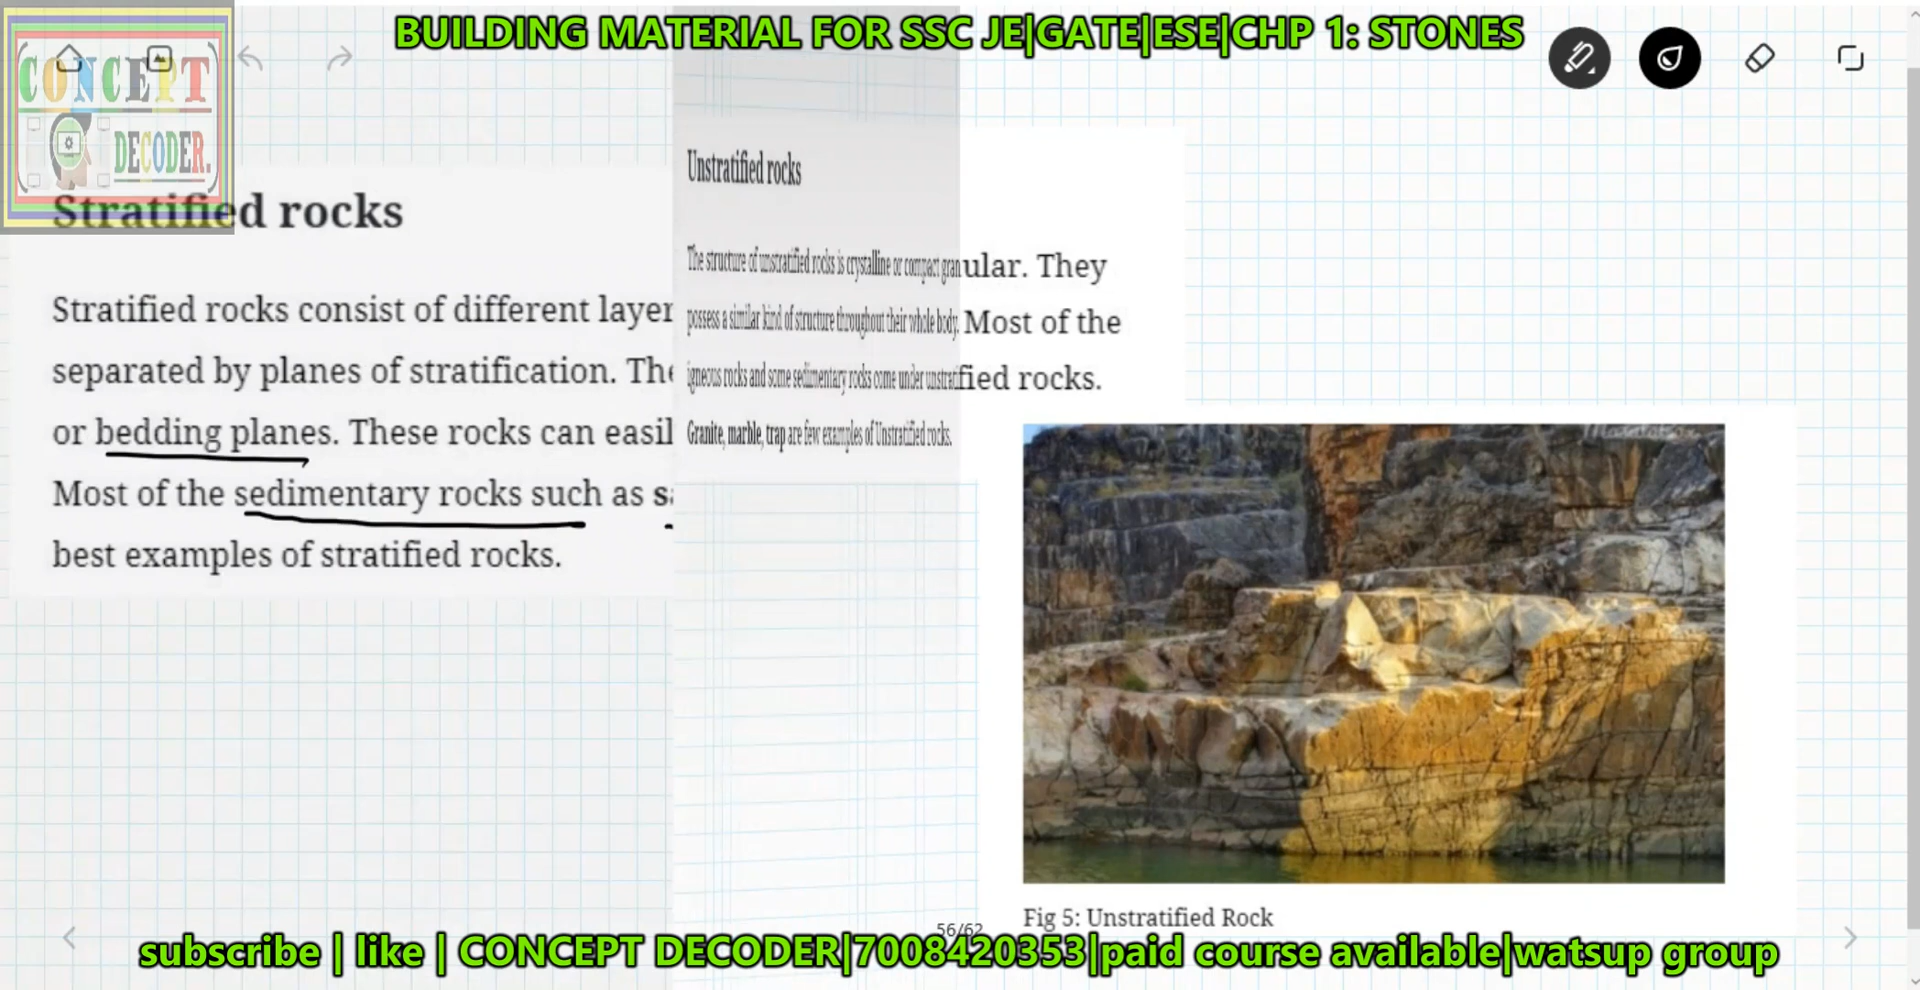 BUILDING MATERIAL FOR SSC JE|GATE|ESE|CHP 1: STONES
CONCEPT
DECODER.
Stratified rocks
Stratified rocks consist of different layer
separated by planes of stratification. The
or bedding planes. These rocks can easil
Most of the sedimentary rocks such as sa
best examples of stratified rocks.
Unstratified rocks
The structure of unstratified rocks is crystalline or compact granular. They
possess a similar kind of structure throughout their whole body. Most of the
igneous rocks and some sedimentary rocks come under unstratified rocks.
Granite, marble, trap are few examples of Unstratified rocks.
Fig 5: Unstratified Rock
56/62
subscribe | like | CONCEPT DECODER|7008420353|paid course available|watsup group